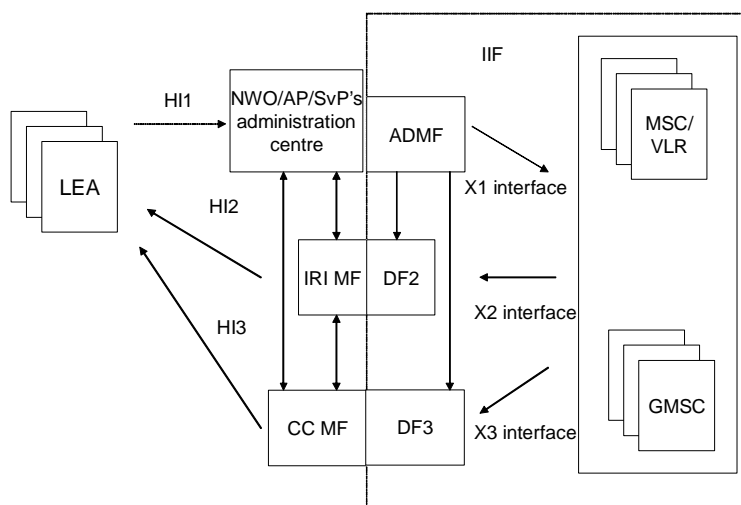 IIF
HI1
NWO/AP/SvP's
administration
centre
ADMF
MSC/
VLR
LEA
X1 interface
HI2
IRI MF
DF2
X2 interface
HI3
CC MF
DF3
X3 interface
GMSC